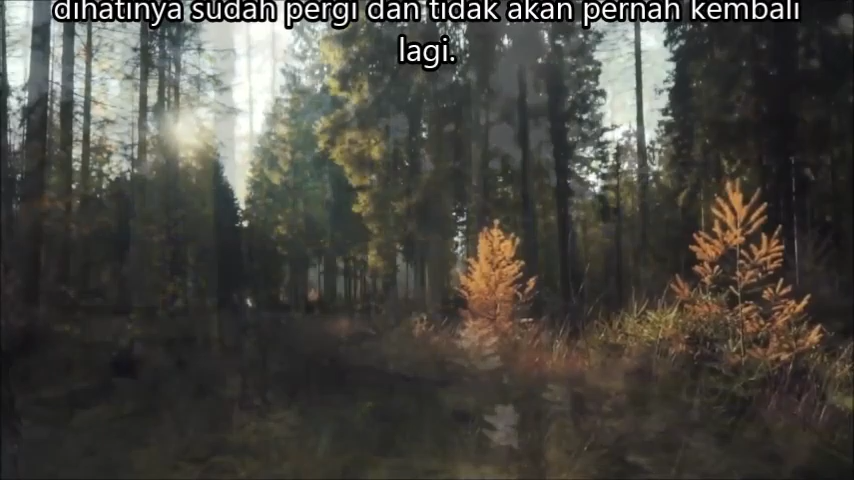 dihatinya sudah pergi dan tidak akan pernah kembali
lagi.